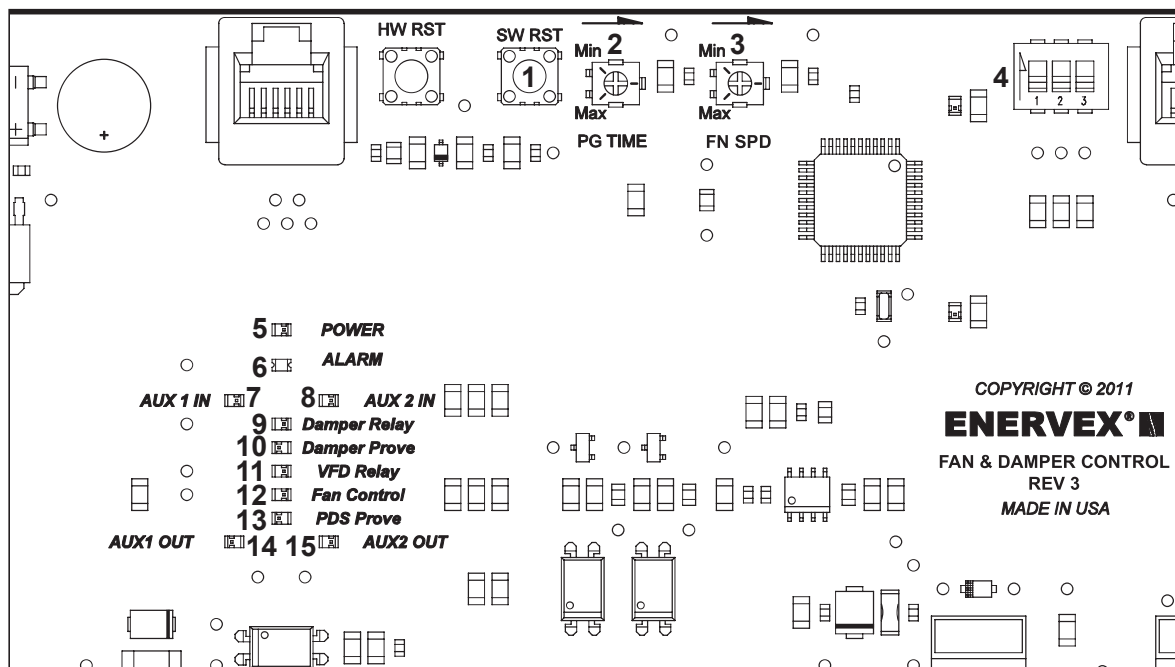 HW RST
SW RST
1
Min 2
Max
PG TIME
Min 3
Max
FN SPD
4
1 2 3
+
5 POWER
6 ALARM
AUX 1 IN 7
8 AUX 2 IN
9 Damper Relay
10 Damper Prove
11 VFD Relay
12 Fan Control
13 PDS Prove
AUX1 OUT 14
15 AUX2 OUT
COPYRIGHT © 2011
ENERVEX®
FAN & DAMPER CONTROL
REV 3
MADE IN USA